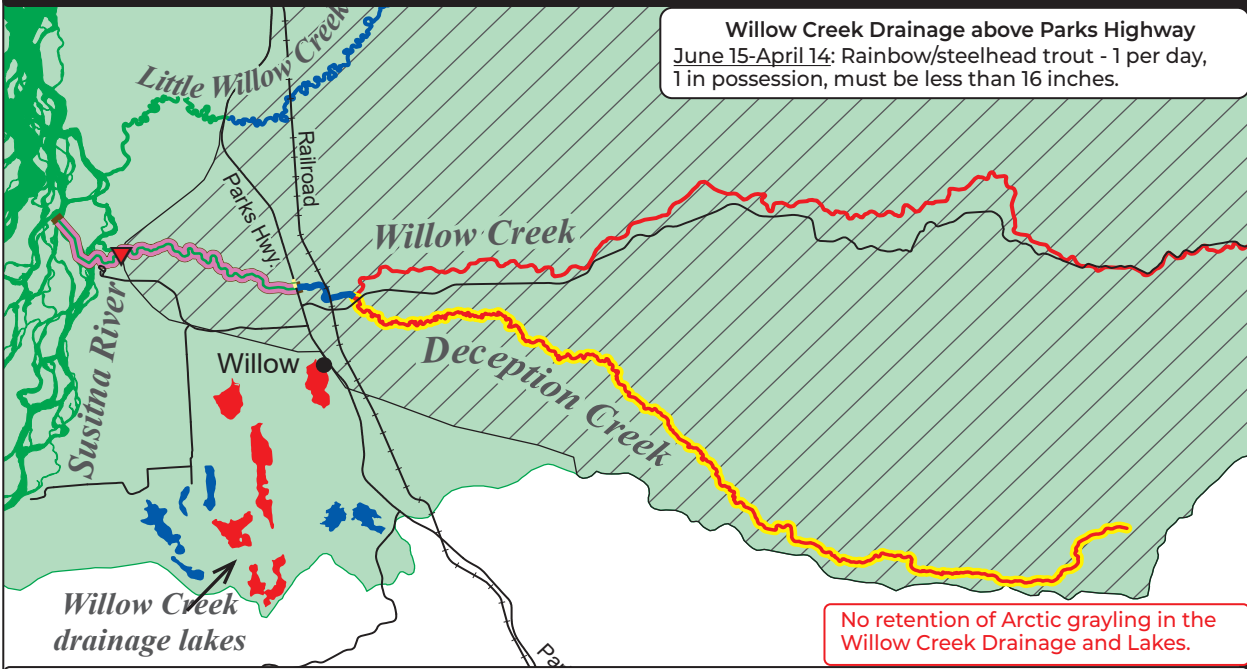 Willow Creek Drainage above Parks Highway
June 15-April 14: Rainbow/steelhead trout - 1 per day,
1 in possession, must be less than 16 inches.
Little Willow Creek
Railroad
Parks Hwy.
Willow Creek
Susitna River
Willow
Deception Creek
Willow Creek
drainage lakes
No retention of Arctic grayling in the
Willow Creek Drainage and Lakes.
Pa